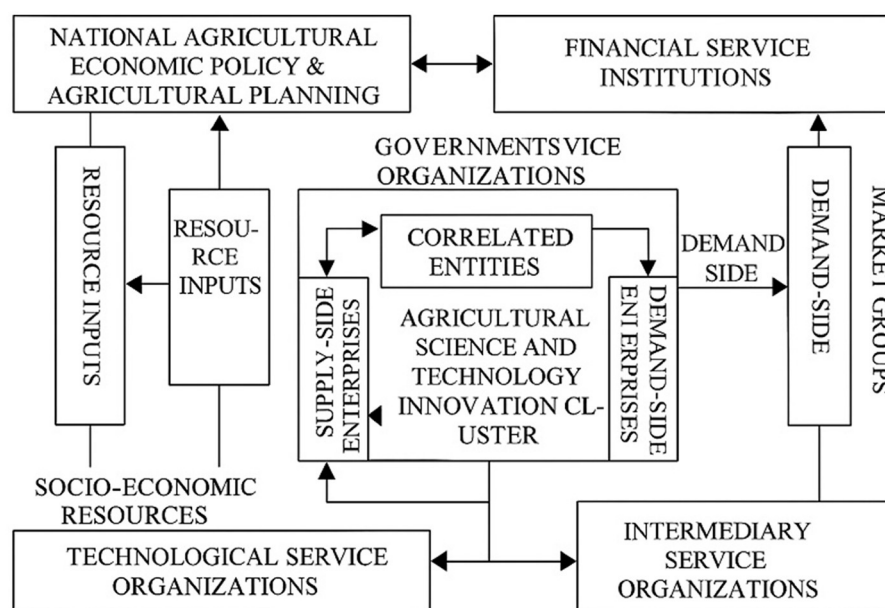 NATIONAL AGRICULTURAL
ECONOMIC POLICY &
AGRICULTURAL PLANNING
FINANCIAL SERVICE
INSTITUTIONS
GOVERNMENTSVICE
ORGANIZATIONS
RESOURCE INPUTS
RESOU-
RCE
INPUTS
CORRELATED
ENTITIES
SUPPLY-SIDE
ENTERPRISES
AGRICULTURAL
SCIENCE AND
TECHNOLOGY
INNOVATION CL-
USTER
DEMAND-SIDE
ENTERPRISES
DEMAND
SIDE
DEMAND-SIDE
MARKET GROUPS
SOCIO-ECONOMIC
RESOURCES
TECHNOLOGICAL SERVICE
ORGANIZATIONS
INTERMEDIARY
SERVICE
ORGANIZATIONS